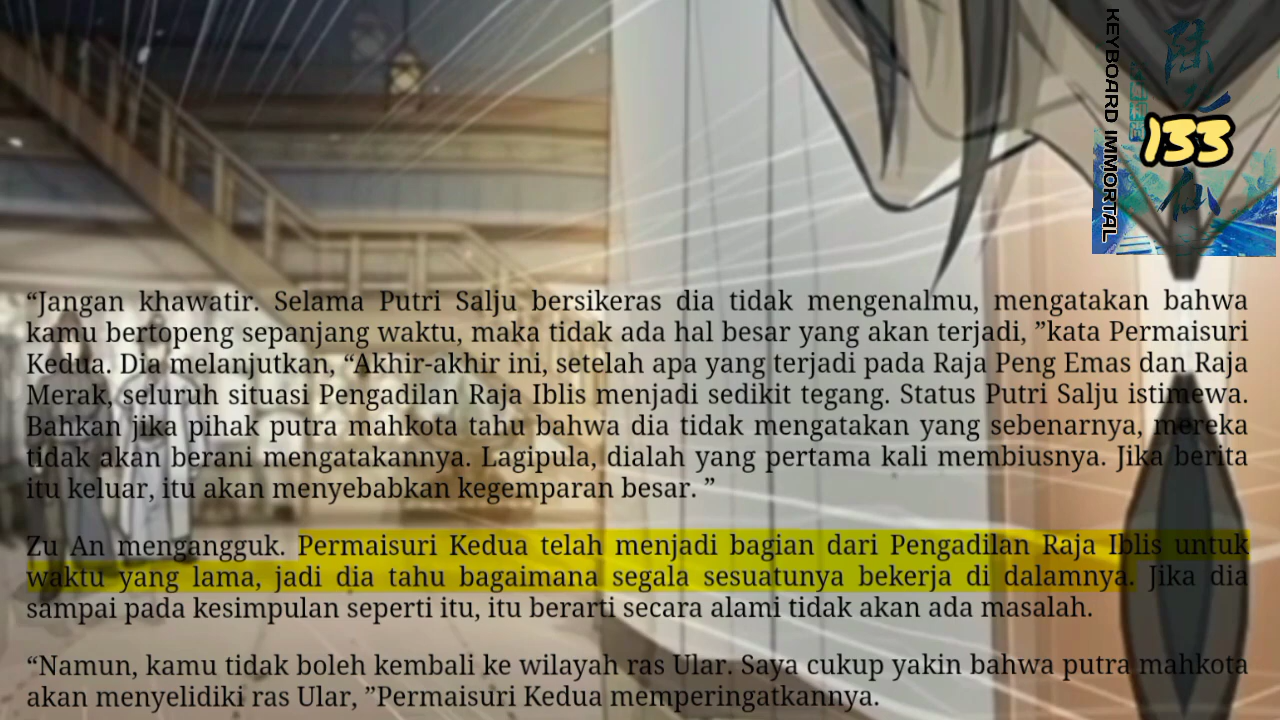 KEYBOARD IMMORTAL
133
“Jangan khawatir. Selama Putri Salju bersikeras dia tidak mengenalmu, mengatakan bahwa
kamu bertopeng sepanjang waktu, maka tidak ada hal besar yang akan terjadi, ”kata Permaisuri
Kedua. Dia melanjutkan, “Akhir-akhir ini, setelah apa yang terjadi pada Raja Peng Emas dan Raja
Merak, seluruh situasi Pengadilan Raja Iblis menjadi sedikit tegang. Status Putri Salju istimewa.
Bahkan jika pihak putra mahkota tahu bahwa dia tidak mengatakan yang sebenarnya, mereka
tidak akan berani mengatakannya. Lagipula, dialah yang pertama kali membiusnya. Jika berita
itu keluar, itu akan menyebabkan kegemparan besar. ”
Zu An mengangguk. Permaisuri Kedua telah menjadi bagian dari Pengadilan Raja Iblis untuk
waktu yang lama, jadi dia tahu bagaimana segala sesuatunya bekerja di dalamnya. Jika dia
sampai pada kesimpulan seperti itu, itu berarti secara alami tidak akan ada masalah.
“Namun, kamu tidak boleh kembali ke wilayah ras Ular. Saya cukup yakin bahwa putra mahkota
akan menyelidiki ras Ular, ”Permaisuri Kedua memperingatkannya.